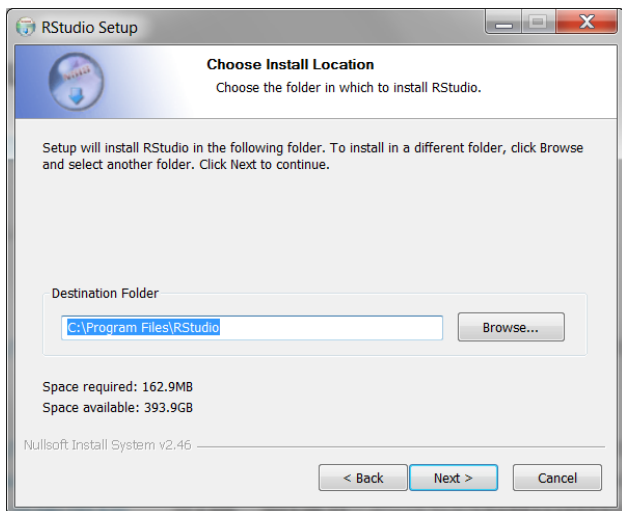 RStudio Setup
Choose Install Location
Choose the folder in which to install RStudio.
Setup will install RStudio in the following folder. To install in a different folder, click Browse
and select another folder. Click Next to continue.
Destination Folder
C:\Program Files\RStudio
Browse...
Space required: 162.9MB
Space available: 393.9GB
Nullsoft Install System v2.46
< Back
Next >
Cancel